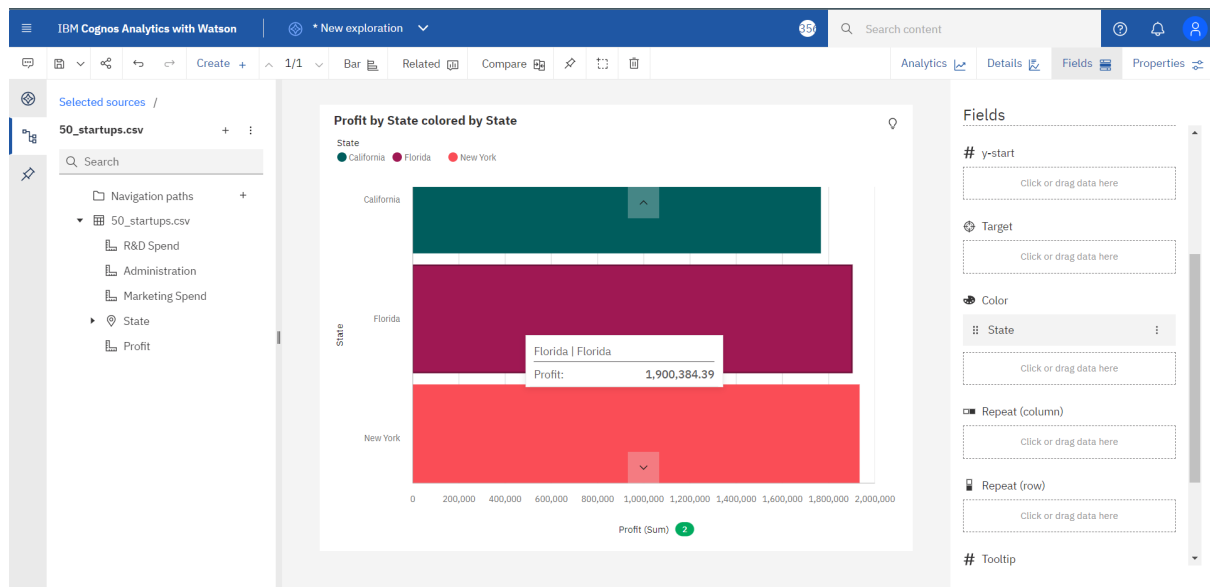 IBM Cognos Analytics with Watson
* New exploration
Search content
Create +
1/1
Bar
Related
Compare
Analytics
Details
Fields
Properties
Selected sources /
50_startups.csv
Search
Navigation paths
50_startups.csv
R&D Spend
Administration
Marketing Spend
State
Profit
Profit by State colored by State
State
California Florida New York
California
Florida
New York
State
Florida | Florida
Profit: 1,900,384.39
0 200,000 400,000 600,000 800,000 1,000,000 1,200,000 1,400,000 1,600,000 1,800,000 2,000,000
Profit (Sum) 2
Fields
# y-start
Click or drag data here
Target
Click or drag data here
Color
State
Click or drag data here
Repeat (column)
Click or drag data here
Repeat (row)
Click or drag data here
# Tooltip